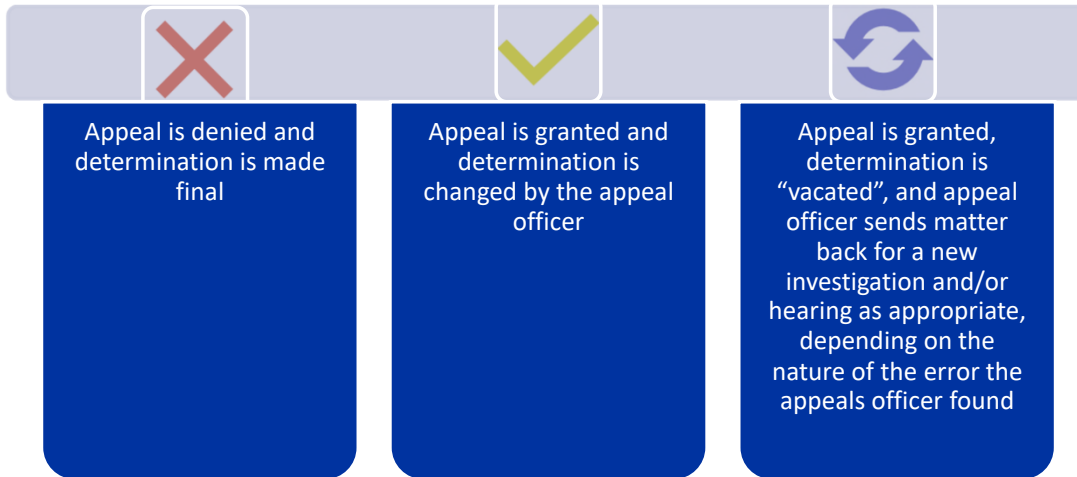 Appeal is denied and
determination is made
final
Appeal is granted and
determination is
changed by the appeal
officer
Appeal is granted,
determination is
“vacated”, and appeal
officer sends matter
back for a new
investigation and/or
hearing as appropriate,
depending on the
nature of the error the
appeals officer found